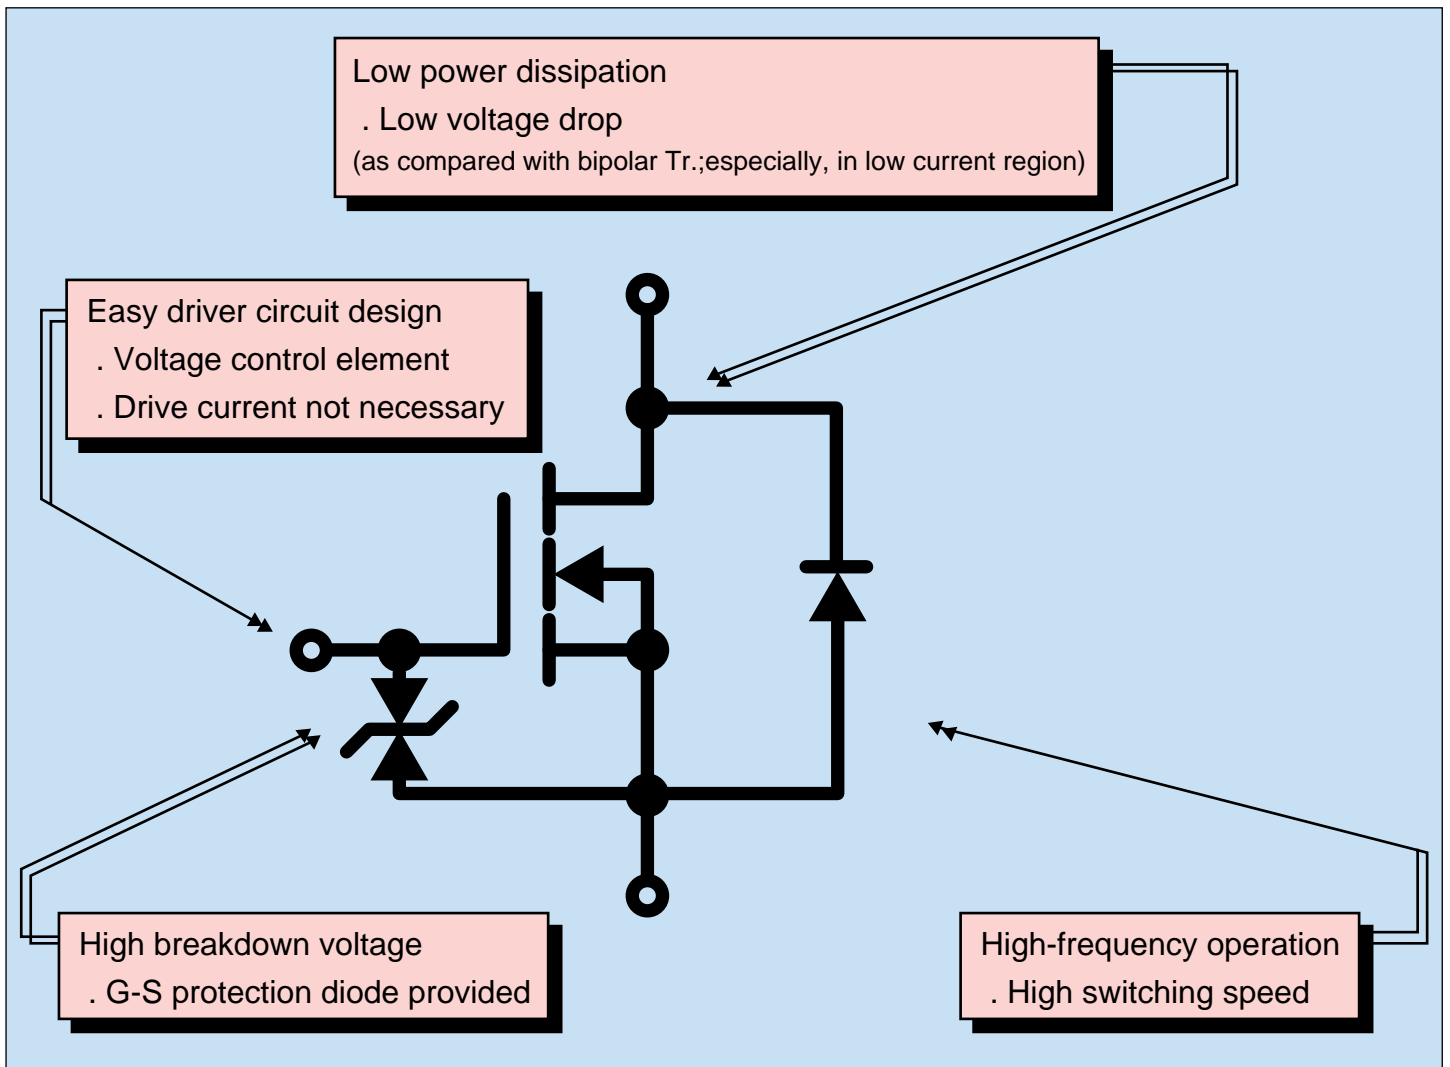 Low power dissipation
. Low voltage drop
(as compared with bipolar Tr.;especially, in low current region)
Easy driver circuit design
. Voltage control element
. Drive current not necessary
High breakdown voltage
. G-S protection diode provided
High-frequency operation
. High switching speed